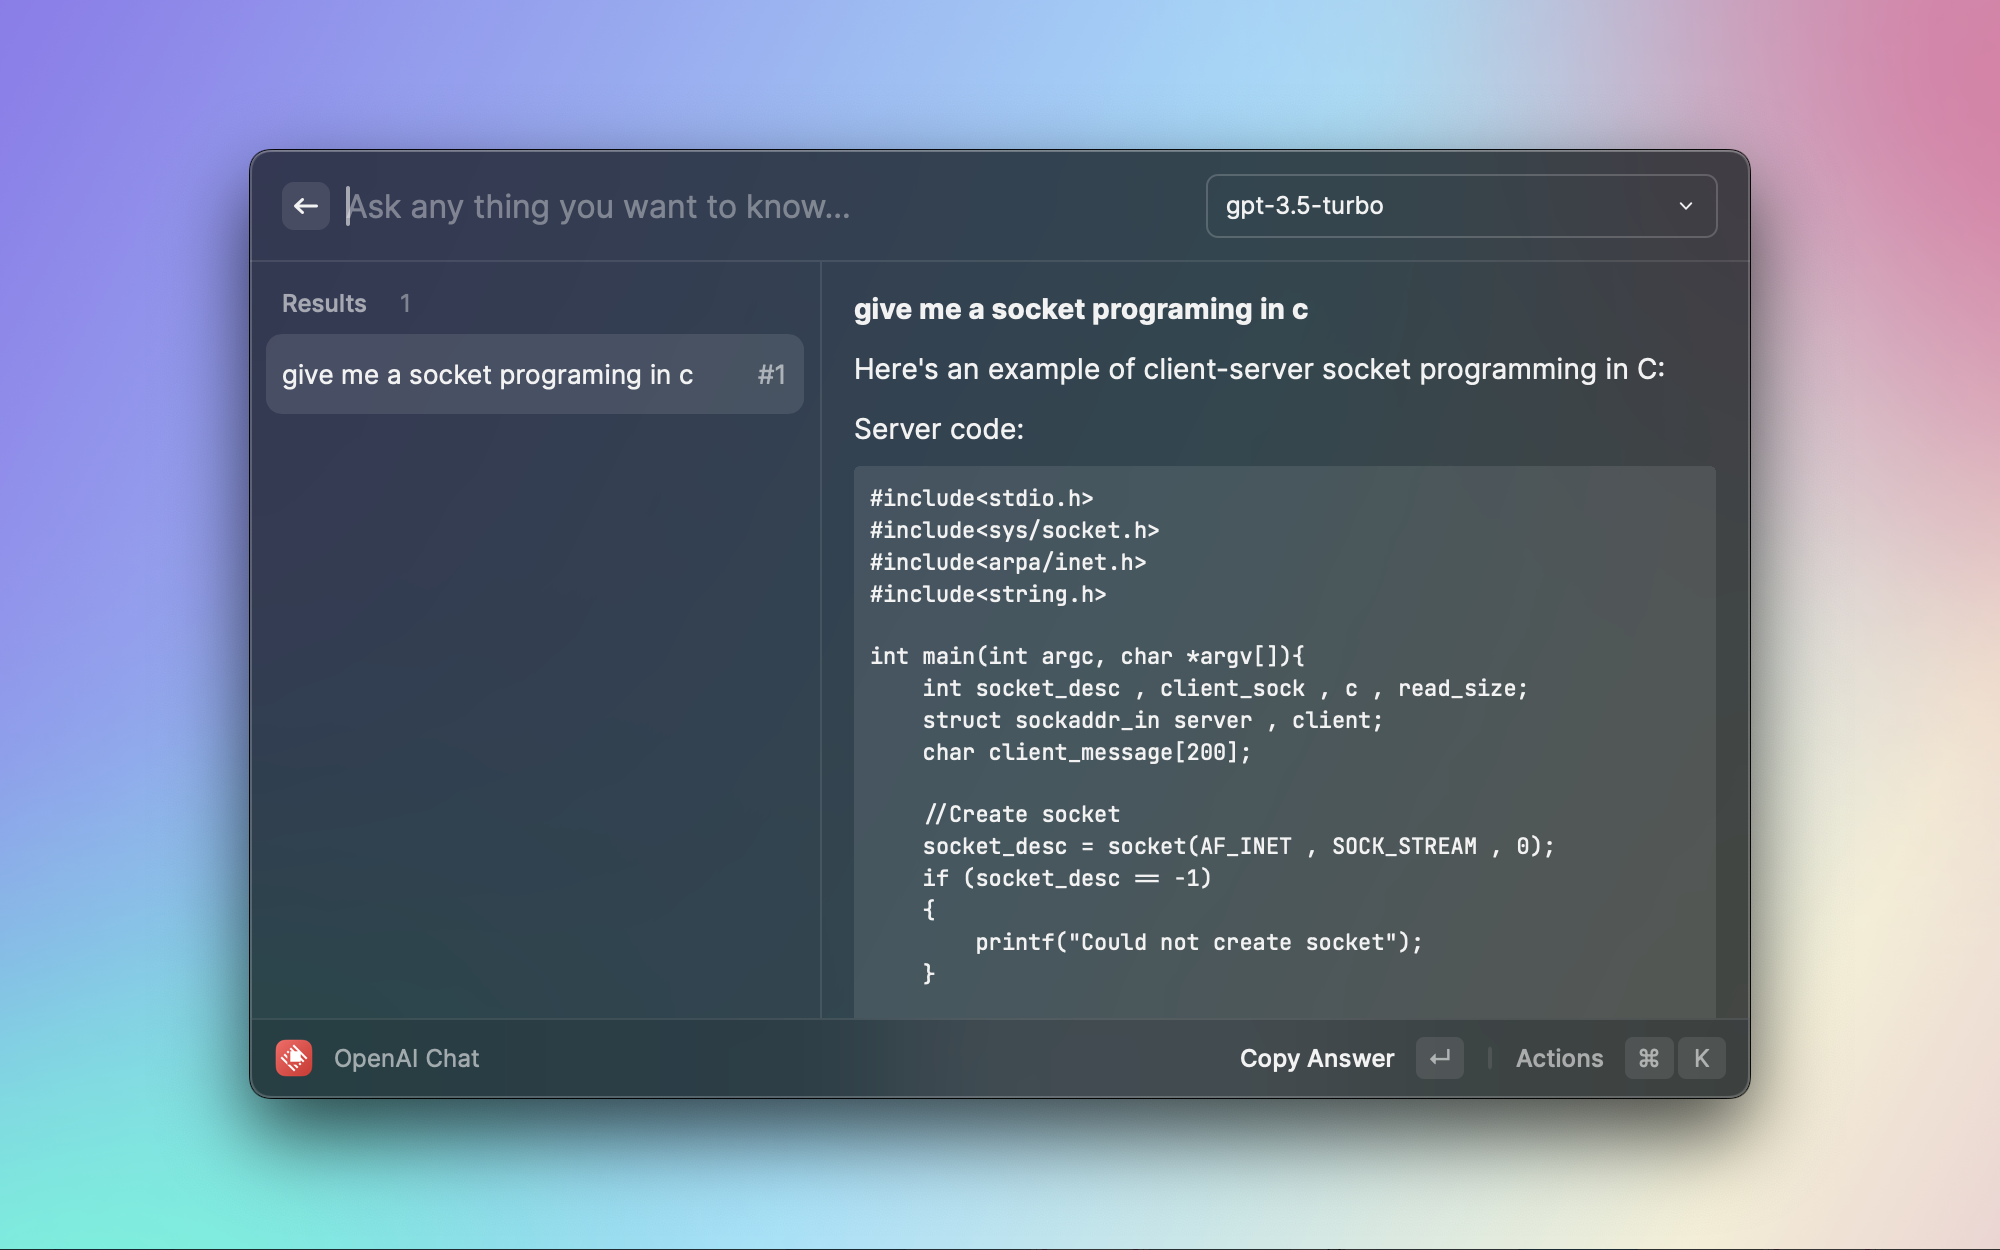 Ask any thing you want to know...
gpt-3.5-turbo
Results 1
give me a socket programing in c #1
give me a socket programing in c
Here's an example of client-server socket programming in C:
Server code:
#include<stdio.h>
#include<sys/socket.h>
#include<arpa/inet.h>
#include<string.h>
int main(int argc, char *argv[]){
    int socket_desc , client_sock , c , read_size;
    struct sockaddr_in server , client;
    char client_message[200];
    //Create socket
    socket_desc = socket(AF_INET , SOCK_STREAM , 0);
    if (socket_desc == -1)
    {
        printf("Could not create socket");
    }
OpenAI Chat
Copy Answer ↵ | Actions ⌘ K